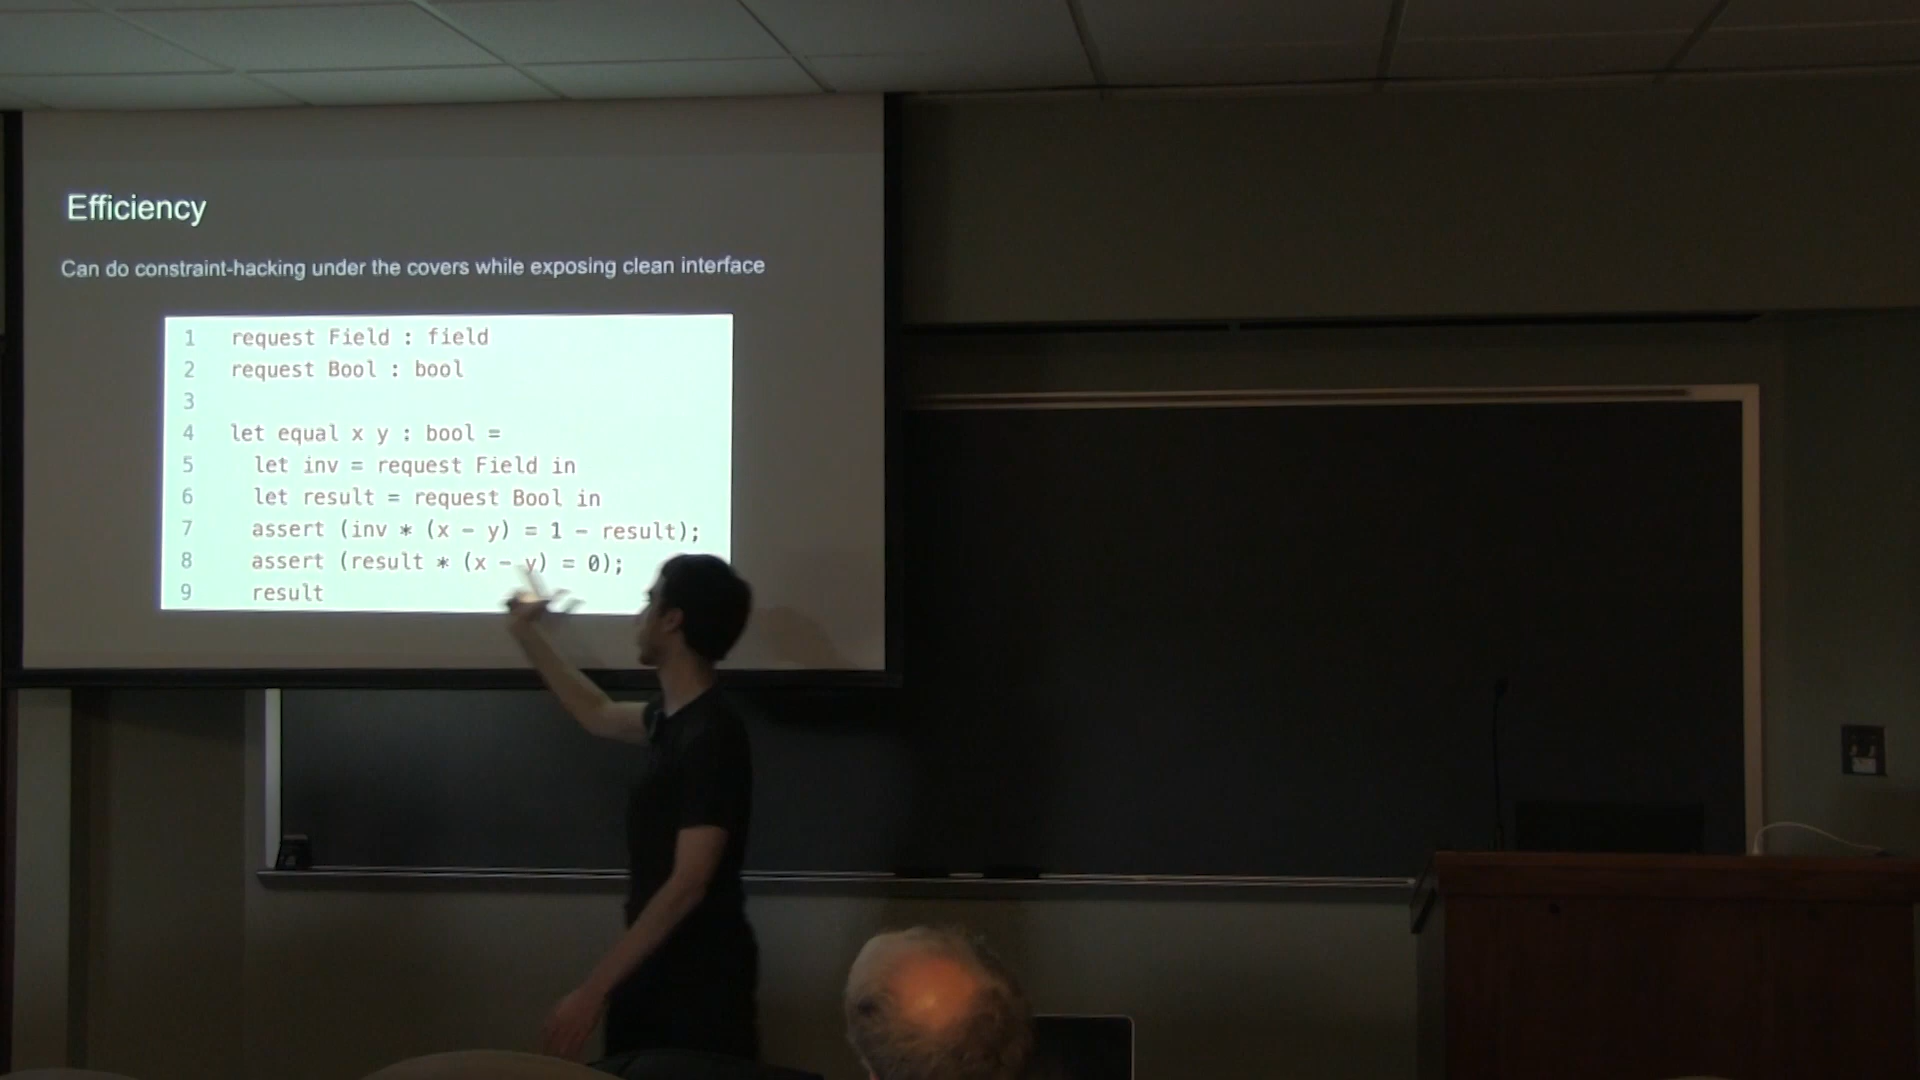 Efficiency
Can do constraint-hacking under the covers while exposing clean interface
1 request Field : field
2 request Bool : bool
3
4 let equal x y : bool =
5 let inv = request Field in
6 let result = request Bool in
7 assert (inv * (x - y) = 1 - result);
8 assert (result * (x - y) = 0);
9 result